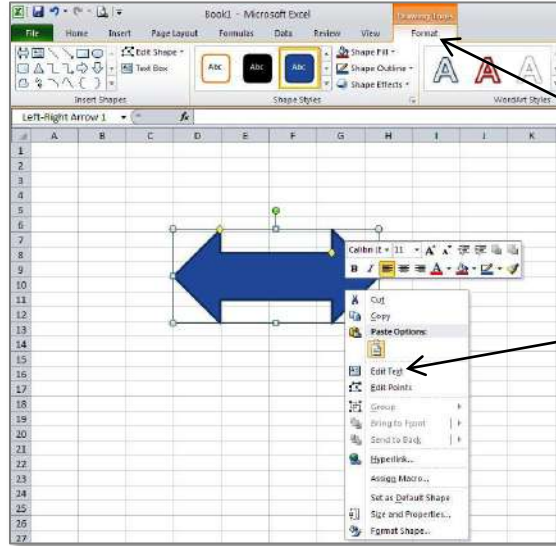 Book1 - Microsoft Excel
Drawing Tools
File Home Insert Page Layout Formulas Data Review View Format
Edit Shape
Text Box
Abc Abc Abc
Shape Fill
Shape Outline
Shape Effects
A A A
Insert Shapes Shape Styles WordArt Styles
Left-Right Arrow 1 fx
A B C D E F G H I J K
1
2
3
4
5
6
7
8
9
10
11
12
13
14
15
16
17
18
19
20
21
22
23
24
25
26
27
Calibri (E 11 A A
B I A
Cut
Copy
Paste Options:
Edit Text
Edit Points
Group
Bring to Front
Send to Back
Hyperlink...
Assign Macro...
Set as Default Shape
Size and Properties...
Format Shape...